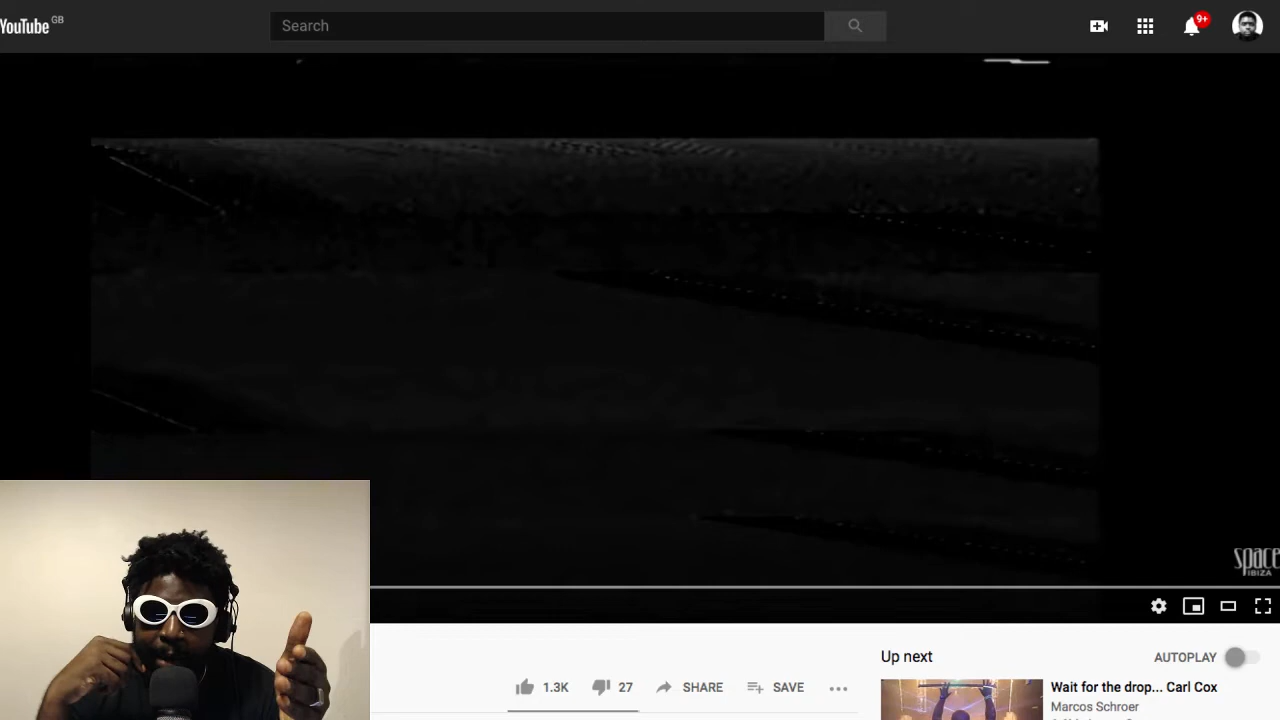 YouTube GB
Search
9+
space
IBIZA
Up next
AUTOPLAY
1.3K
27
SHARE
SAVE
Wait for the drop... Carl Cox
Marcos Schroer